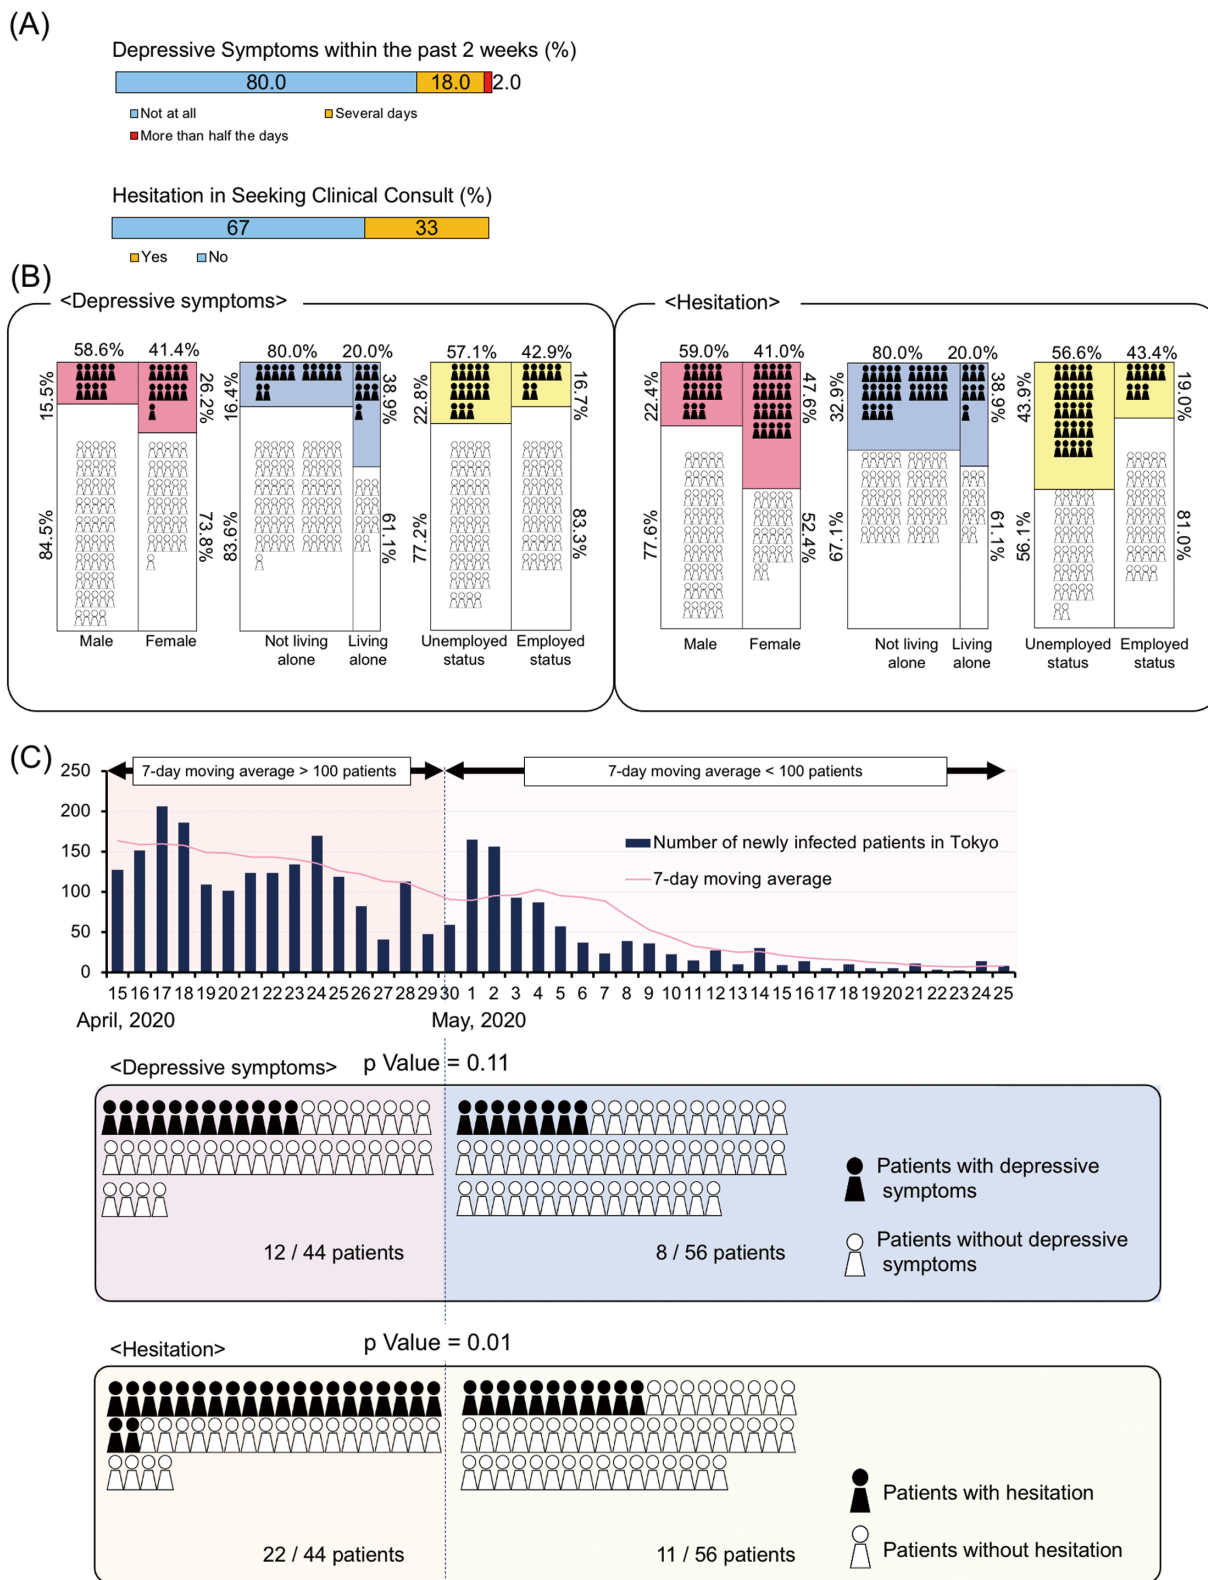 (A)
Depressive Symptoms within the past 2 weeks (%)
80.0 18.0 2.0
Not at all Several days
More than half the days
Hesitation in Seeking Clinical Consult (%)
67 33
Yes No
(B)
<Depressive symptoms>
58.6% 41.4% 80.0% 20.0% 57.1% 42.9%
15.5% 26.2% 16.4% 38.9% 22.8% 16.7%
84.5% 73.8% 83.6% 61.1% 77.2% 83.3%
Male Female Not living alone Living alone Unemployed status Employed status
<Hesitation>
59.0% 41.0% 80.0% 20.0% 56.6% 43.4%
22.4% 47.6% 32.9% 38.9% 43.9% 19.0%
77.6% 52.4% 67.1% 61.1% 56.1% 81.0%
Male Female Not living alone Living alone Unemployed status Employed status
(C)
7-day moving average > 100 patients 7-day moving average < 100 patients
250
200
150
100
50
0
Number of newly infected patients in Tokyo
7-day moving average
15 16 17 18 19 20 21 22 23 24 25 26 27 28 29 30 1 2 3 4 5 6 7 8 9 10 11 12 13 14 15 16 17 18 19 20 21 22 23 24 25
April, 2020 May, 2020
<Depressive symptoms> p Value = 0.11
Patients with depressive
symptoms
Patients without depressive
symptoms
12 / 44 patients 8 / 56 patients
<Hesitation> p Value = 0.01
Patients with hesitation
Patients without hesitation
22 / 44 patients 11 / 56 patients